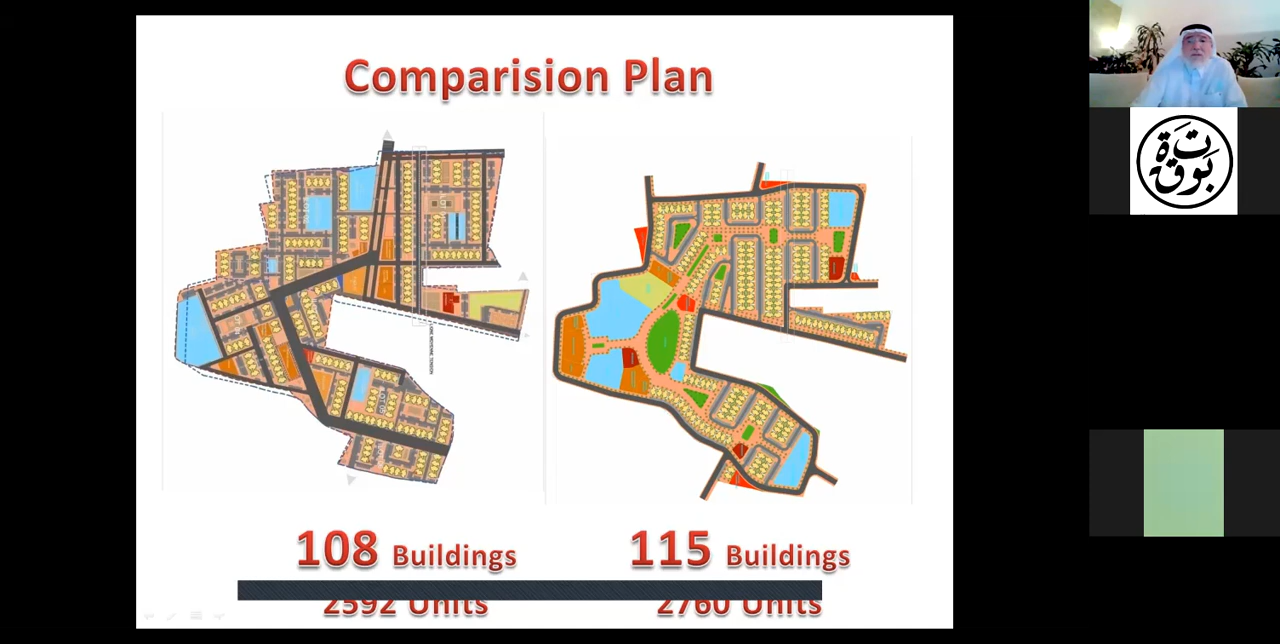 Comparision Plan
108 Buildings
115 Buildings
2592 Units
2760 Units
بوتقة